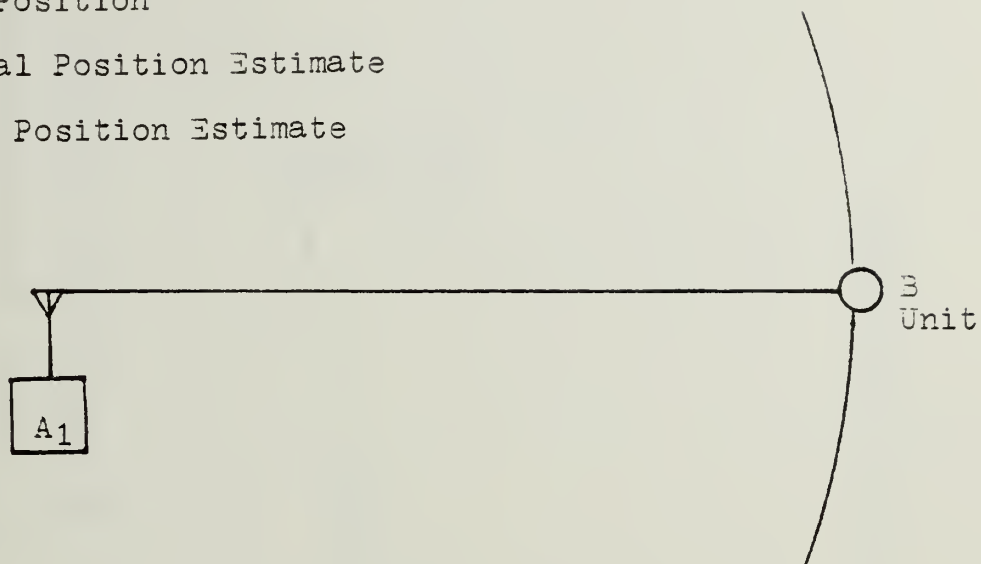 Position
al Position Estimate
Position Estimate
B
Unit
A1